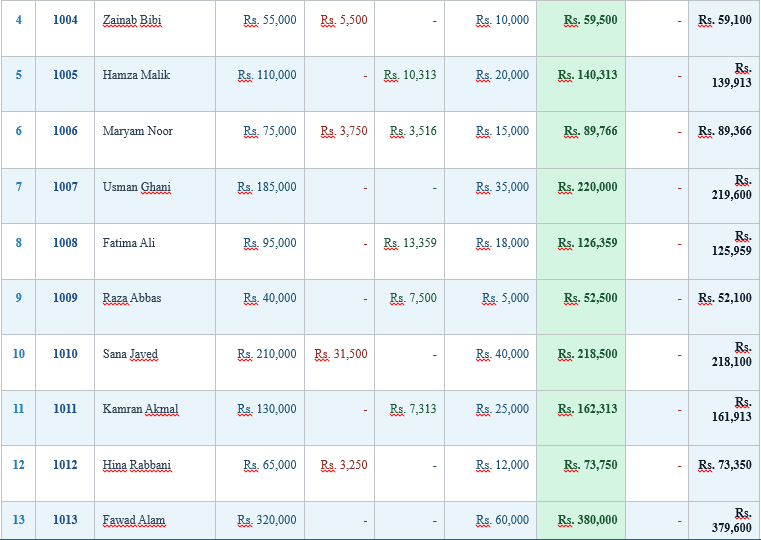 4 1004 Zainab Bibi Rs. 55,000 Rs. 5,500 - Rs. 10,000 Rs. 59,500 - Rs. 59,100
5 1005 Hamza Malik Rs. 110,000 - Rs. 10,313 Rs. 20,000 Rs. 140,313 - Rs.
139,913
6 1006 Maryam Noor Rs. 75,000 Rs. 3,750 Rs. 3,516 Rs. 15,000 Rs. 89,766 - Rs. 89,366
7 1007 Usman Ghani Rs. 185,000 - - Rs. 35,000 Rs. 220,000 - Rs.
219,600
8 1008 Fatima Ali Rs. 95,000 - Rs. 13,359 Rs. 18,000 Rs. 126,359 - Rs.
125,959
9 1009 Raza Abbas Rs. 40,000 - Rs. 7,500 Rs. 5,000 Rs. 52,500 - Rs. 52,100
10 1010 Sana Javed Rs. 210,000 Rs. 31,500 - Rs. 40,000 Rs. 218,500 - Rs.
218,100
11 1011 Kamran Akmal Rs. 130,000 - Rs. 7,313 Rs. 25,000 Rs. 162,313 - Rs.
161,913
12 1012 Hina Rabbani Rs. 65,000 Rs. 3,250 - Rs. 12,000 Rs. 73,750 - Rs. 73,350
13 1013 Fawad Alam Rs. 320,000 - - Rs. 60,000 Rs. 380,000 - Rs.
379,600